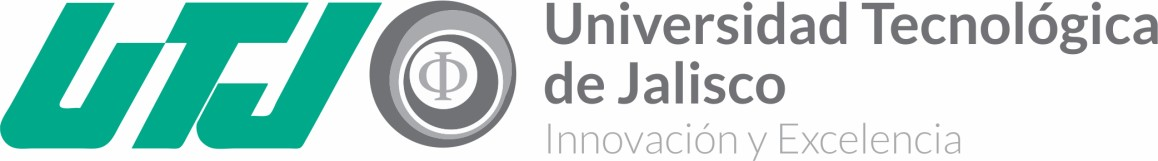 UTJ
Φ
Universidad Tecnológica
de Jalisco
Innovación y Excelencia